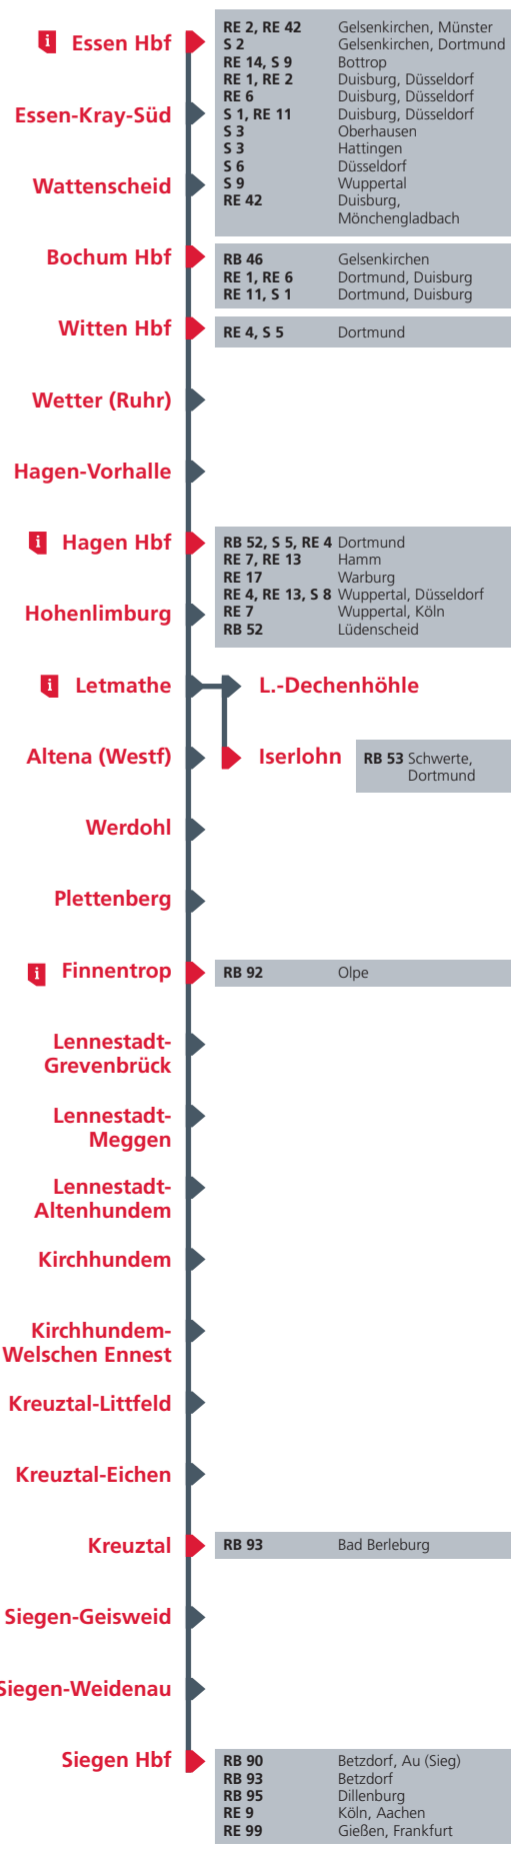 i Essen Hbf
RE 2, RE 42 Gelsenkirchen, Münster
S 2 Gelsenkirchen, Dortmund
RE 14, S 9 Bottrop
RE 1, RE 2 Duisburg, Düsseldorf
RE 6 Duisburg, Düsseldorf
S 1, RE 11 Duisburg, Düsseldorf
S 3 Oberhausen
S 3 Hattingen
S 6 Düsseldorf
S 9 Wuppertal
RE 42 Duisburg,
Mönchengladbach
Essen-Kray-Süd
Wattenscheid
Bochum Hbf
RB 46 Gelsenkirchen
RE 1, RE 6 Dortmund, Duisburg
RE 11, S 1 Dortmund, Duisburg
Witten Hbf
RE 4, S 5 Dortmund
Wetter (Ruhr)
Hagen-Vorhalle
i Hagen Hbf
RB 52, S 5, RE 4 Dortmund
RE 7, RE 13 Hamm
RE 17 Warburg
RE 4, RE 13, S 8 Wuppertal, Düsseldorf
RE 7 Wuppertal, Köln
RB 52 Lüdenscheid
Hohenlimburg
i Letmathe
L.-Dechenhöhle
Altena (Westf)
Iserlohn
RB 53 Schwerte,
Dortmund
Werdohl
Plettenberg
i Finnentrop
RB 92 Olpe
Lennestadt-
Grevenbrück
Lennestadt-
Meggen
Lennestadt-
Altenhundem
Kirchhundem
Kirchhundem-
Welschen Ennest
Kreuztal-Littfeld
Kreuztal-Eichen
Kreuztal
RB 93 Bad Berleburg
Siegen-Geisweid
Siegen-Weidenau
Siegen Hbf
RB 90 Betzdorf, Au (Sieg)
RB 93 Betzdorf
RB 95 Dillenburg
RE 9 Köln, Aachen
RE 99 Gießen, Frankfurt